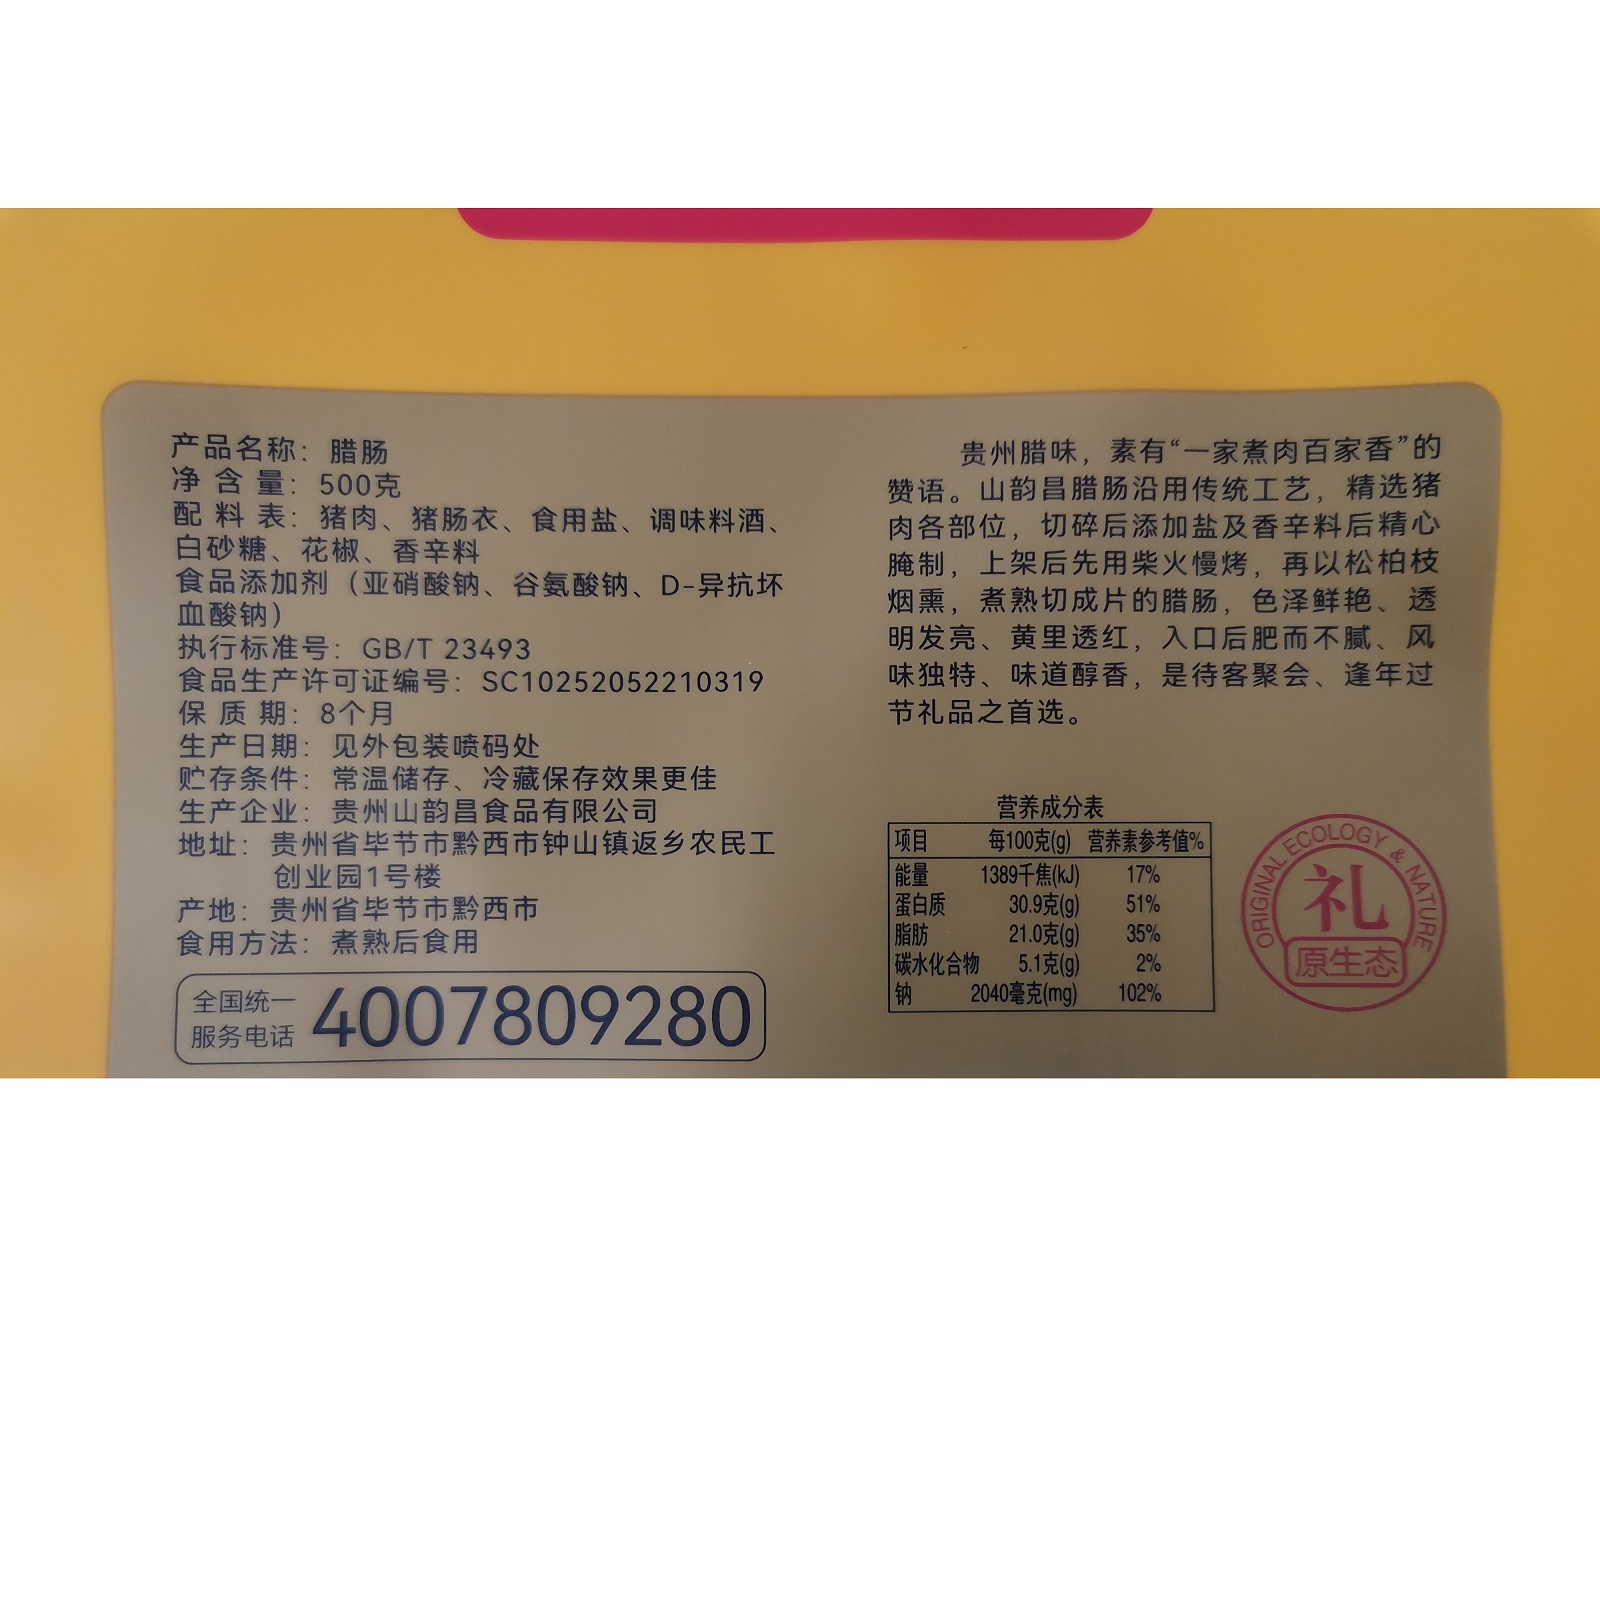 产品名称：腊肠
净含量：500克
配料表：猪肉、猪肠衣、食用盐、调味料酒、
白砂糖、花椒、香辛料
食品添加剂（亚硝酸钠、谷氨酸钠、D-异抗坏
血酸钠）
执行标准号：GB/T 23493
食品生产许可证编号：SC10252052210319
保质期：8个月
生产日期：见外包装喷码处
贮存条件：常温储存、冷藏保存效果更佳
生产企业：贵州山韵昌食品有限公司
地址：贵州省毕节市黔西市钟山镇返乡农民工
创业园1号楼
产地：贵州省毕节市黔西市
食用方法：煮熟后食用
全国统一
服务电话 4007809280
贵州腊味，素有“一家煮肉百家香”的
赞语。山韵昌腊肠沿用传统工艺，精选猪
肉各部位，切碎后添加盐及香辛料后精心
腌制，上架后先用柴火慢烤，再以松柏枝
烟熏，煮熟切成片的腊肠，色泽鲜艳、透
明发亮、黄里透红，入口后肥而不腻、风
味独特、味道醇香，是待客聚会、逢年过
节礼品之首选。
营养成分表
项目 每100克(g) 营养素参考值%
能量 1389千焦(kJ) 17%
蛋白质 30.9克(g) 51%
脂肪 21.0克(g) 35%
碳水化合物 5.1克(g) 2%
钠 2040毫克(mg) 102%
ORIGINAL ECOLOGY & NATURE
礼
原生态